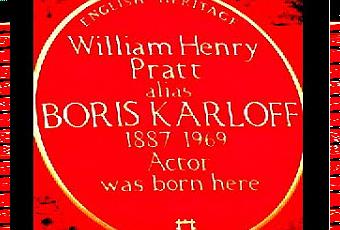 ENGLISH HERITAGE
William Henry
Pratt
alias
BORIS KARLOFF
1887 1969
Actor
was born here